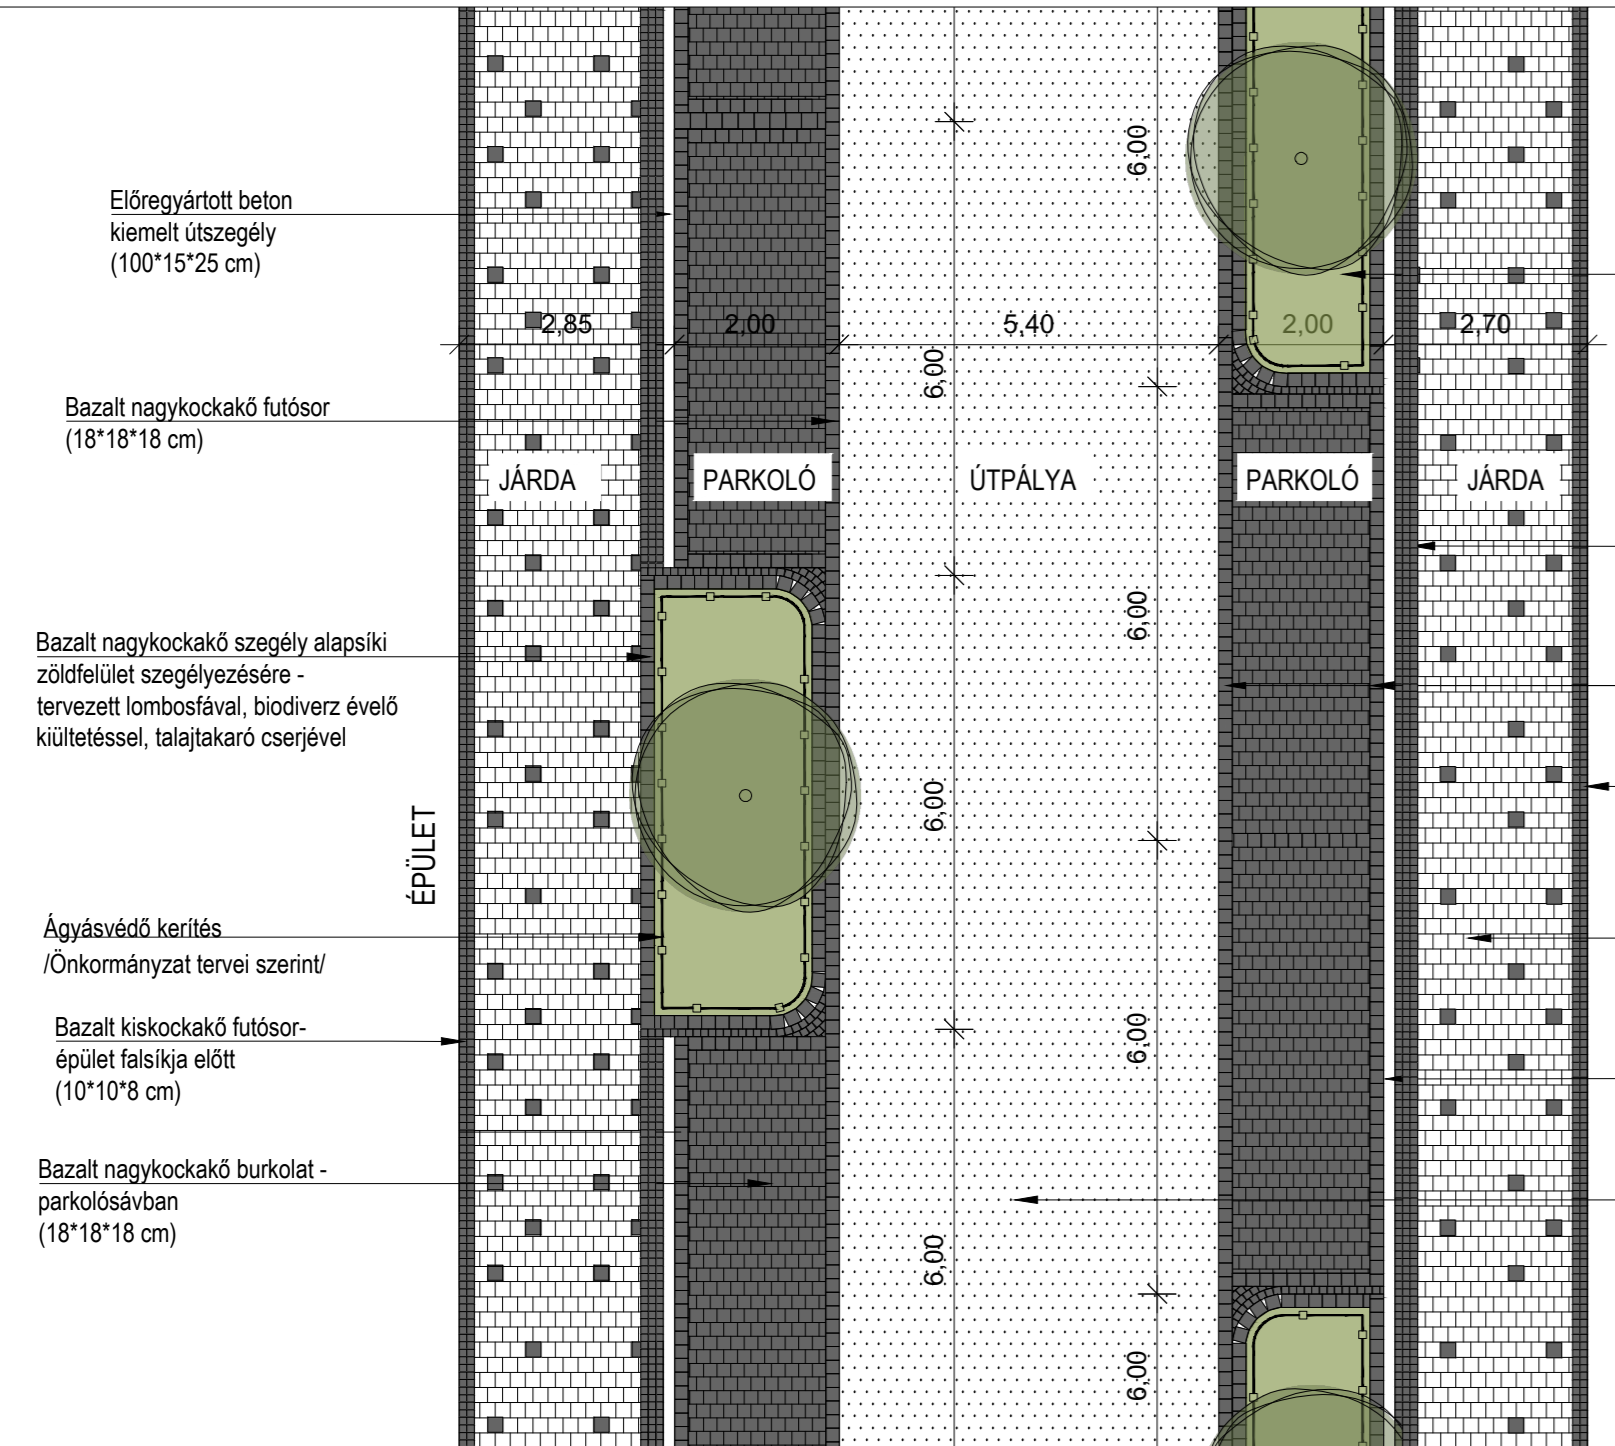 Előregyártott beton
kiemelt útszegély
(100*15*25 cm)
6,00
6,00
2,85
2,00
5,40
2,00
2,70
6,00
Bazalt nagykockakő futósor
(18*18*18 cm)
JÁRDA
PARKOLÓ
ÚTPÁLYA
PARKOLÓ
JÁRDA
6,00
Bazalt nagykockakő szegély alapsíki
zöldfelület szegélyezésére -
tervezett lombosfával, biodiverz évelő
kiültetéssel, talajtakaró cserjével
6,00
ÉPÜLET
Ágyásvédő kerítés
/Önkormányzat tervei szerint/
Bazalt kiskockakő futósor-
épület falsíkja előtt
(10*10*8 cm)
6,00
Bazalt nagykockakő burkolat -
parkolósávban
(18*18*18 cm)
6,00
6,00